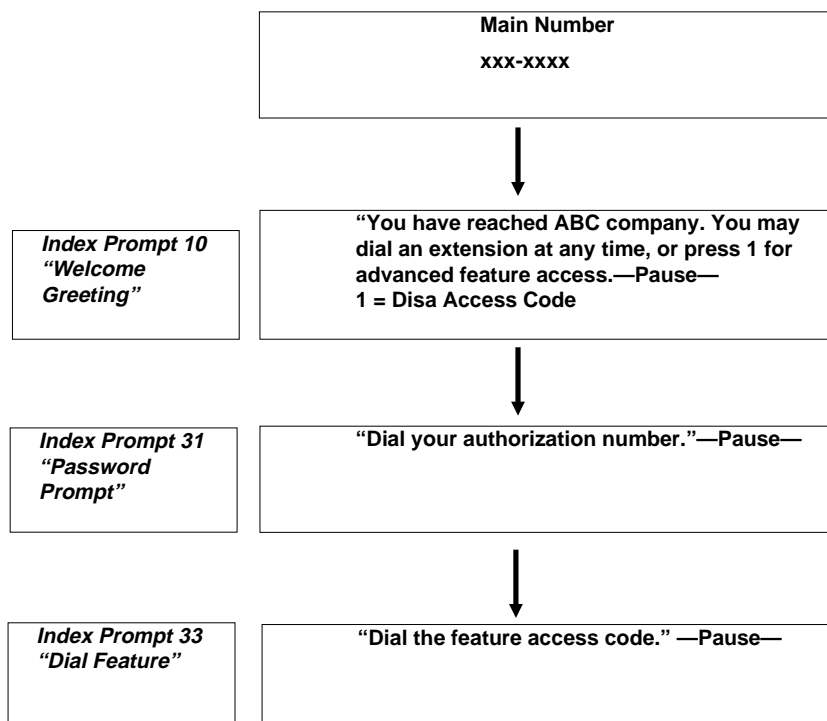 Main Number
xxx-xxxx
Index Prompt 10
“Welcome
Greeting”
“You have reached ABC company. You may
dial an extension at any time, or press 1 for
advanced feature access.—Pause—
1 = Disa Access Code
Index Prompt 31
“Password
Prompt”
“Dial your authorization number.”—Pause—
Index Prompt 33
“Dial Feature”
“Dial the feature access code.” —Pause—